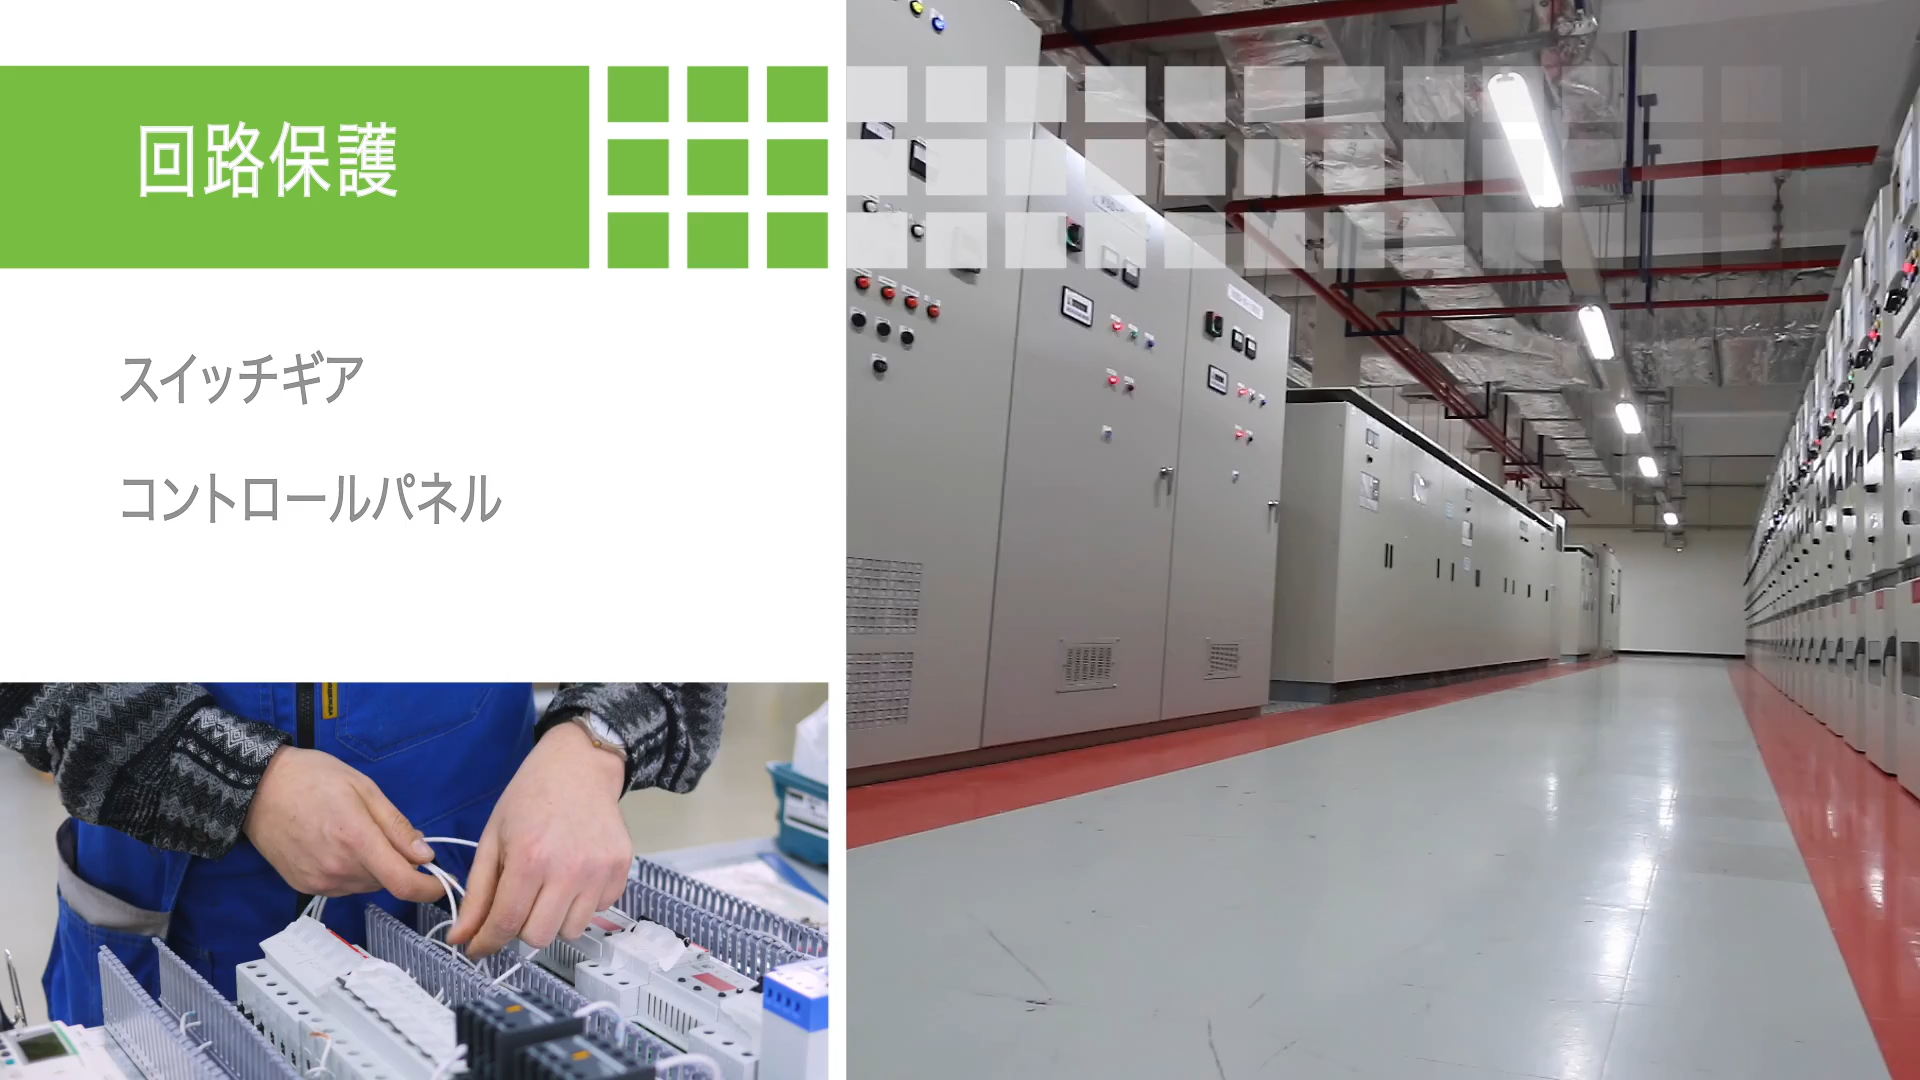 回路保護
スイッチギア
コントロールパネル